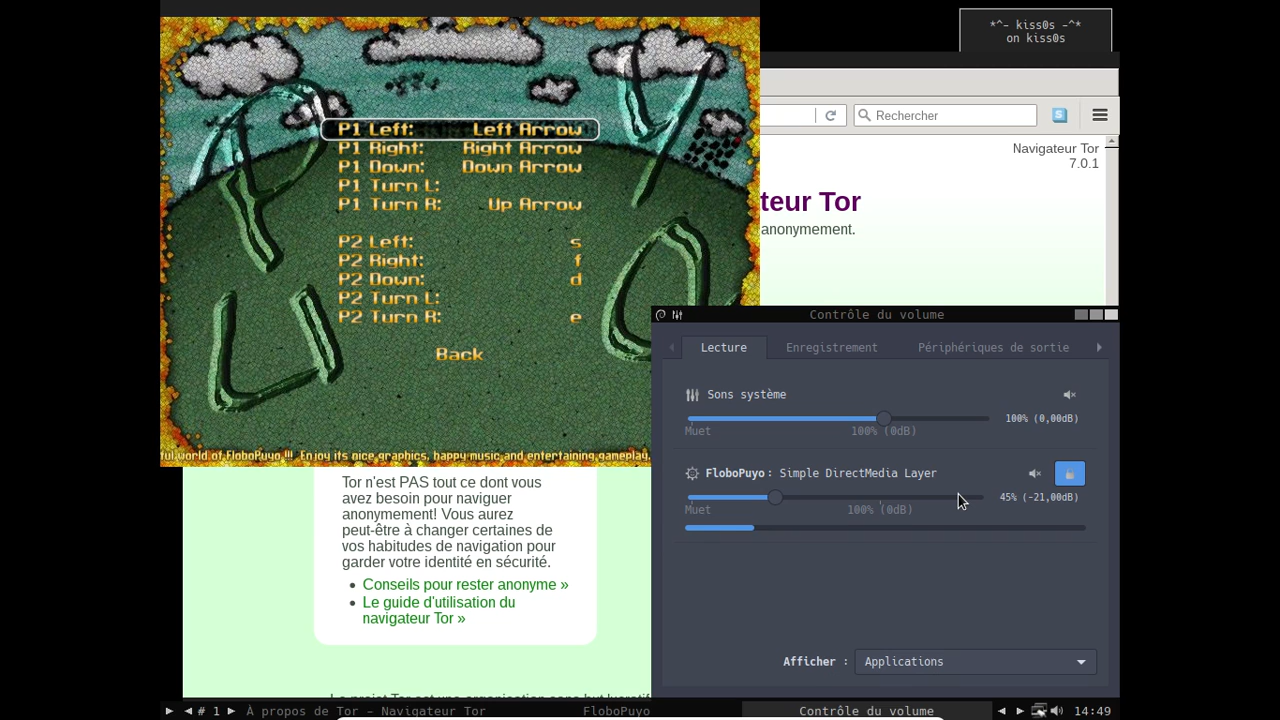 *^- kiss0s -^*
on kiss0s
P1 Left: Left Arrow
P1 Right: Right Arrow
P1 Down: Down Arrow
P1 Turn L:
P1 Turn R: Up Arrow
P2 Left: s
P2 Right: f
P2 Down: d
P2 Turn L:
P2 Turn R: e
Back
ful world of FloboPuyo !!! Enjoy its nice graphics, happy music and entertaining gameplay.
Rechercher
Navigateur Tor
7.0.1
teur Tor
anonymement.
Tor n'est PAS tout ce dont vous
avez besoin pour naviguer
anonymement! Vous aurez
peut-être à changer certaines de
vos habitudes de navigation pour
garder votre identité en sécurité.
Conseils pour rester anonyme »
Le guide d'utilisation du
navigateur Tor »
Contrôle du volume
Lecture Enregistrement Périphériques de sortie
Sons système
100% (0,00dB)
Muet 100% (0dB)
FloboPuyo: Simple DirectMedia Layer
45% (-21,00dB)
Muet 100% (0dB)
Afficher : Applications
# 1 À propos de Tor - Navigateur Tor FloboPuyo Contrôle du volume 14:49